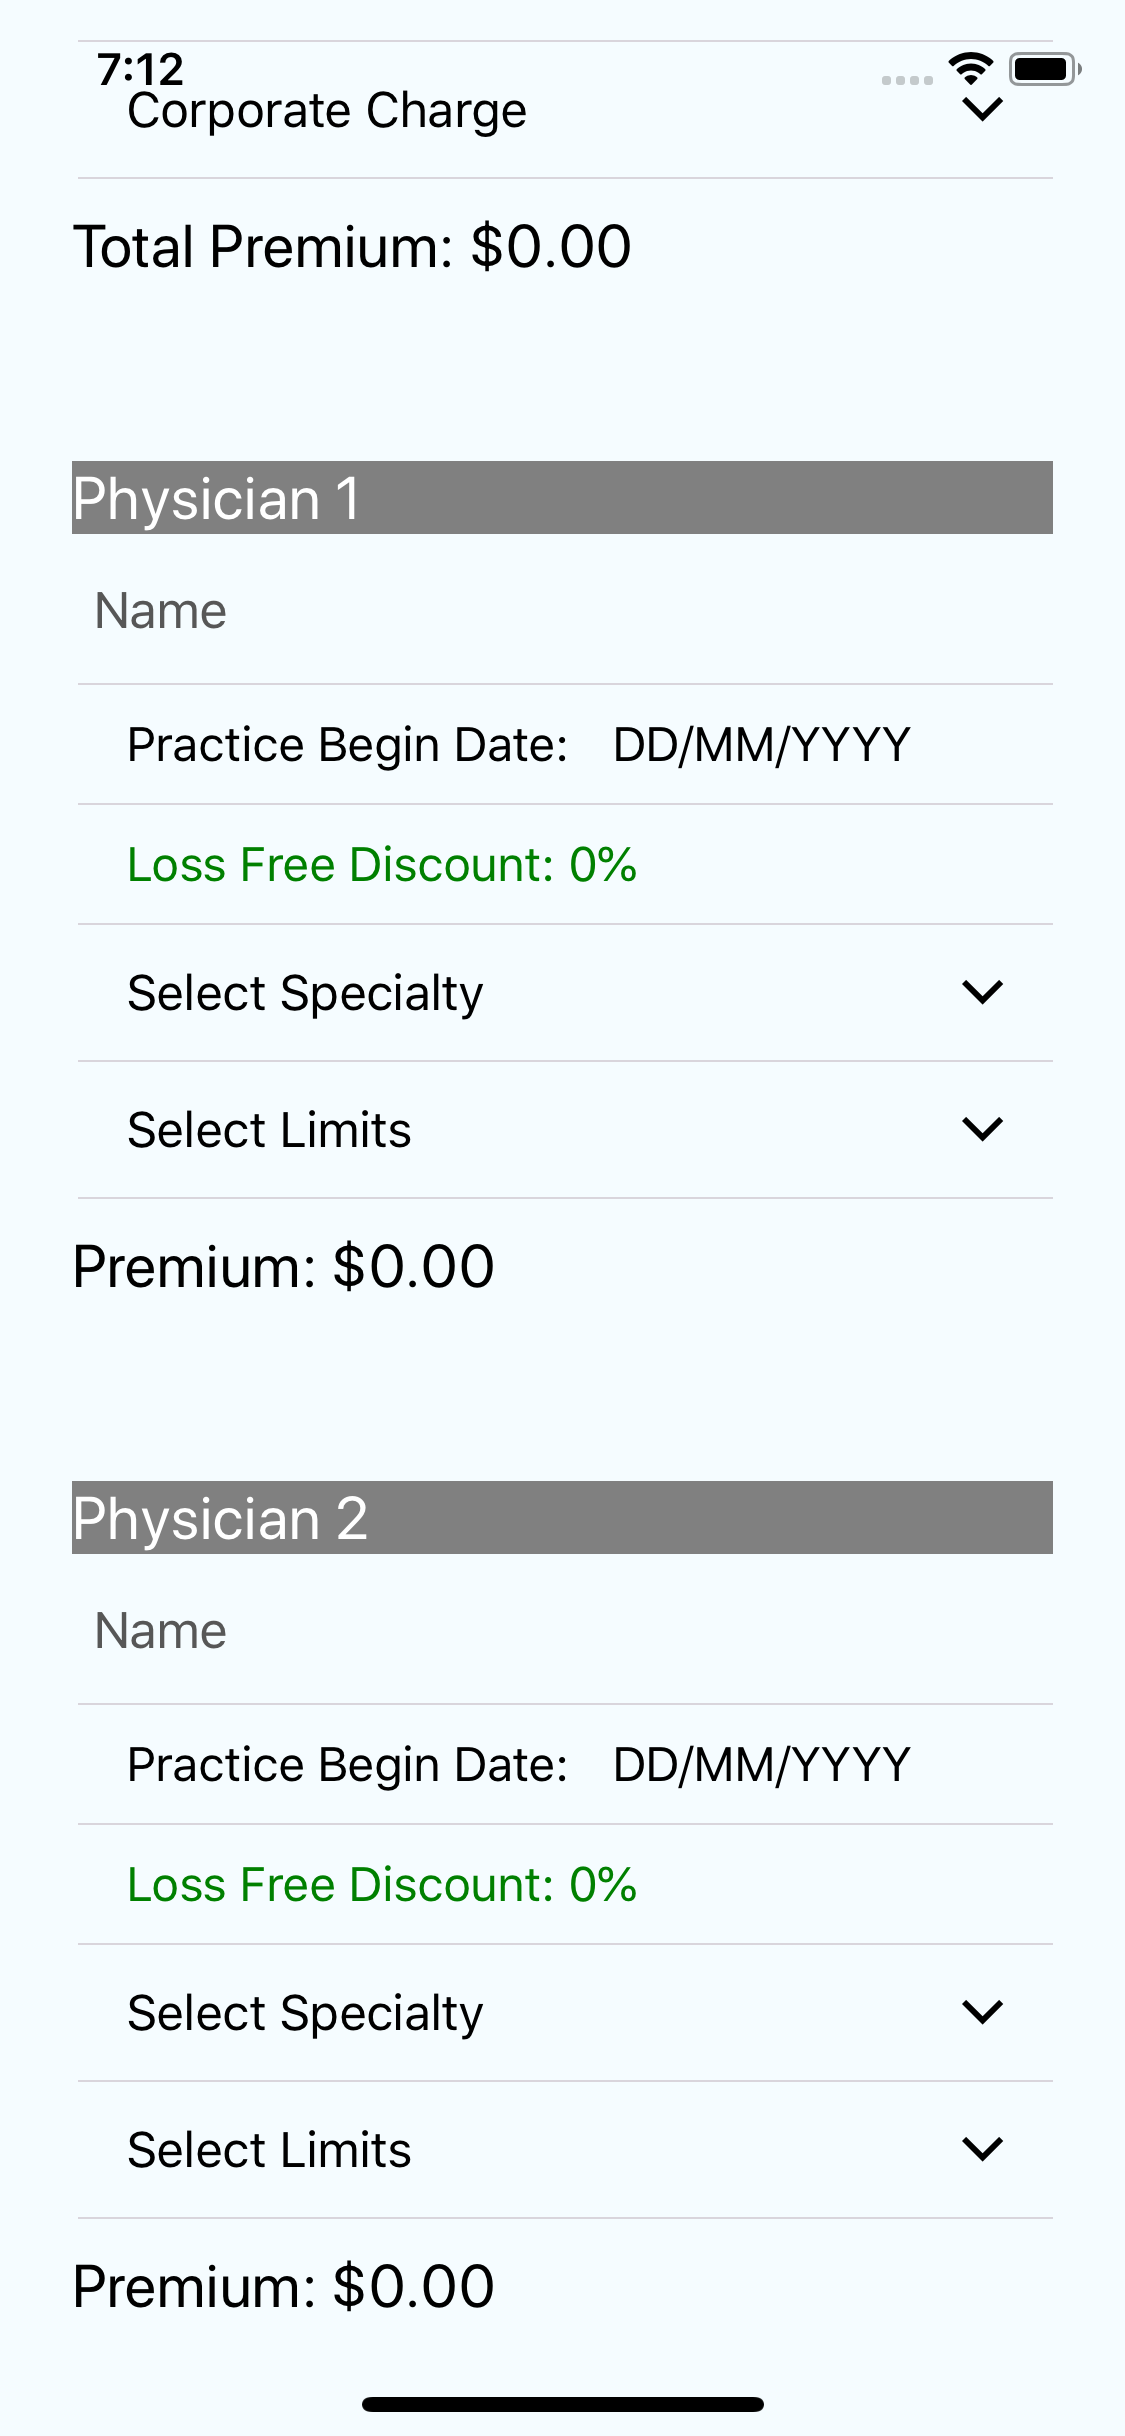 7:12
Corporate Charge
Total Premium: $0.00
Physician 1
Name
Practice Begin Date: DD/MM/YYYY
Loss Free Discount: 0%
Select Specialty
Select Limits
Premium: $0.00
Physician 2
Name
Practice Begin Date: DD/MM/YYYY
Loss Free Discount: 0%
Select Specialty
Select Limits
Premium: $0.00